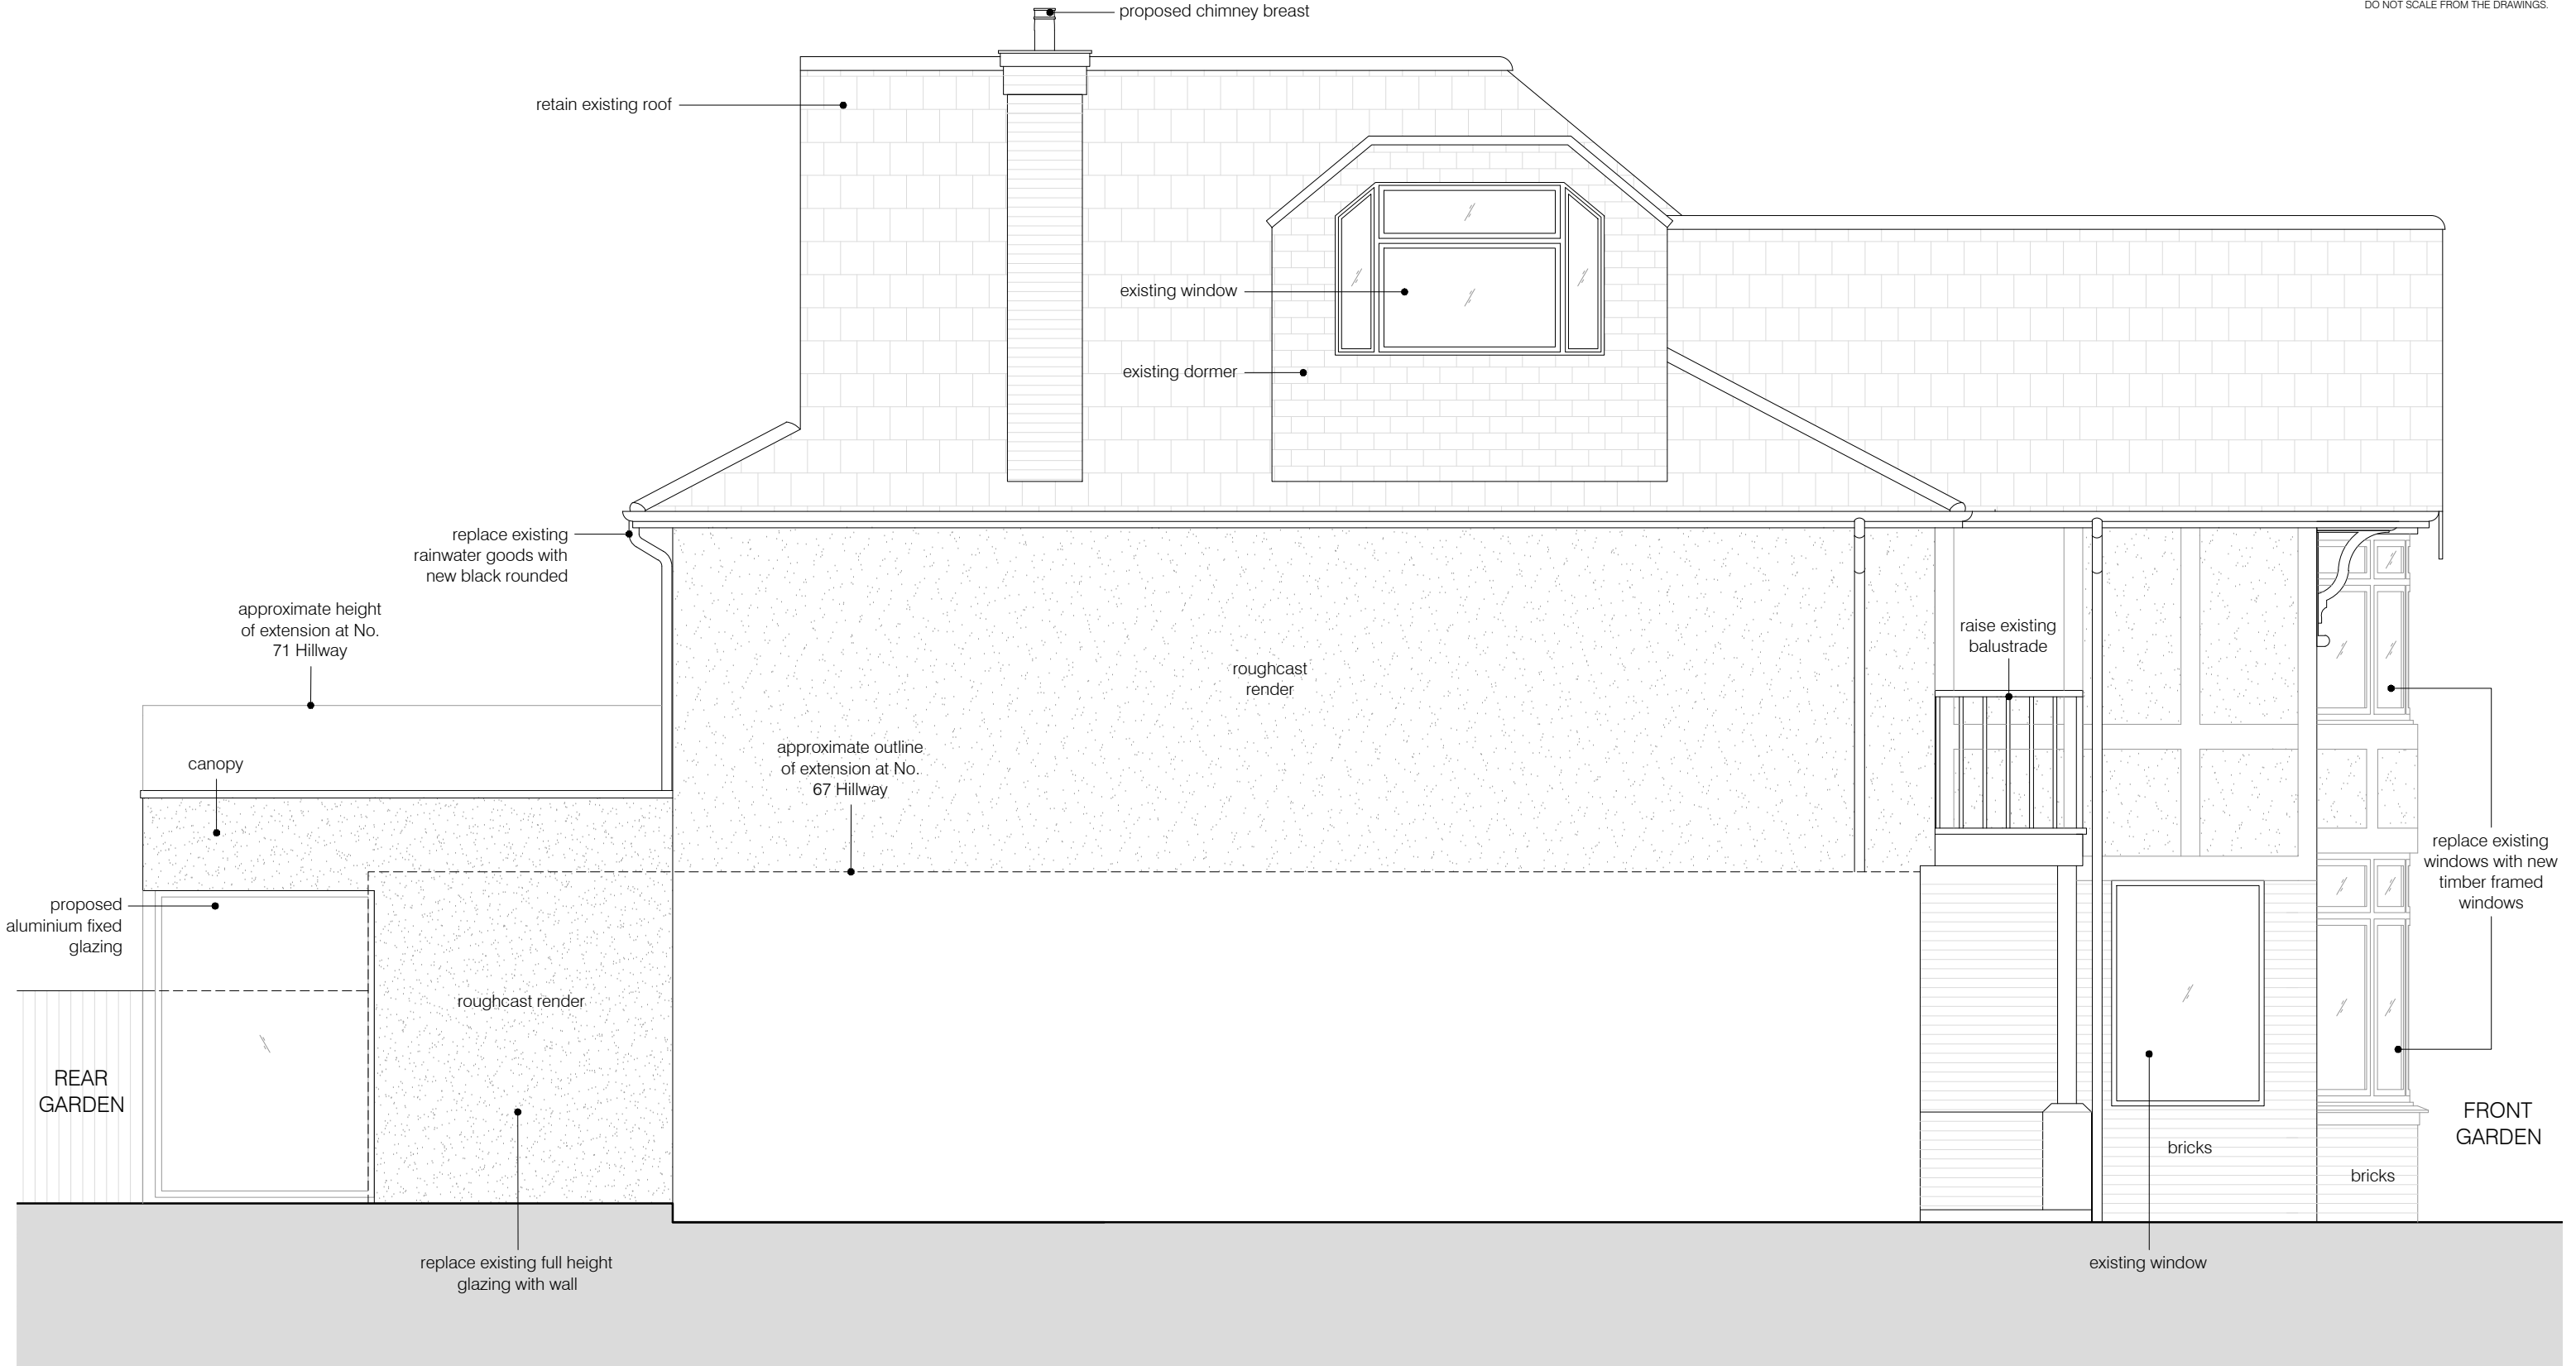 DO NOT SCALE FROM THE DRAWINGS.
proposed chimney breast
retain existing roof
existing window
existing dormer
replace existing
rainwater goods with
new black rounded
approximate height
of extension at No.
71 Hillway
raise existing
balustrade
roughcast
render
approximate outline
of extension at No.
67 Hillway
canopy
replace existing
windows with new
timber framed
windows
proposed
aluminium fixed
glazing
roughcast render
REAR
GARDEN
FRONT
GARDEN
bricks
bricks
replace existing full height
glazing with wall
existing window